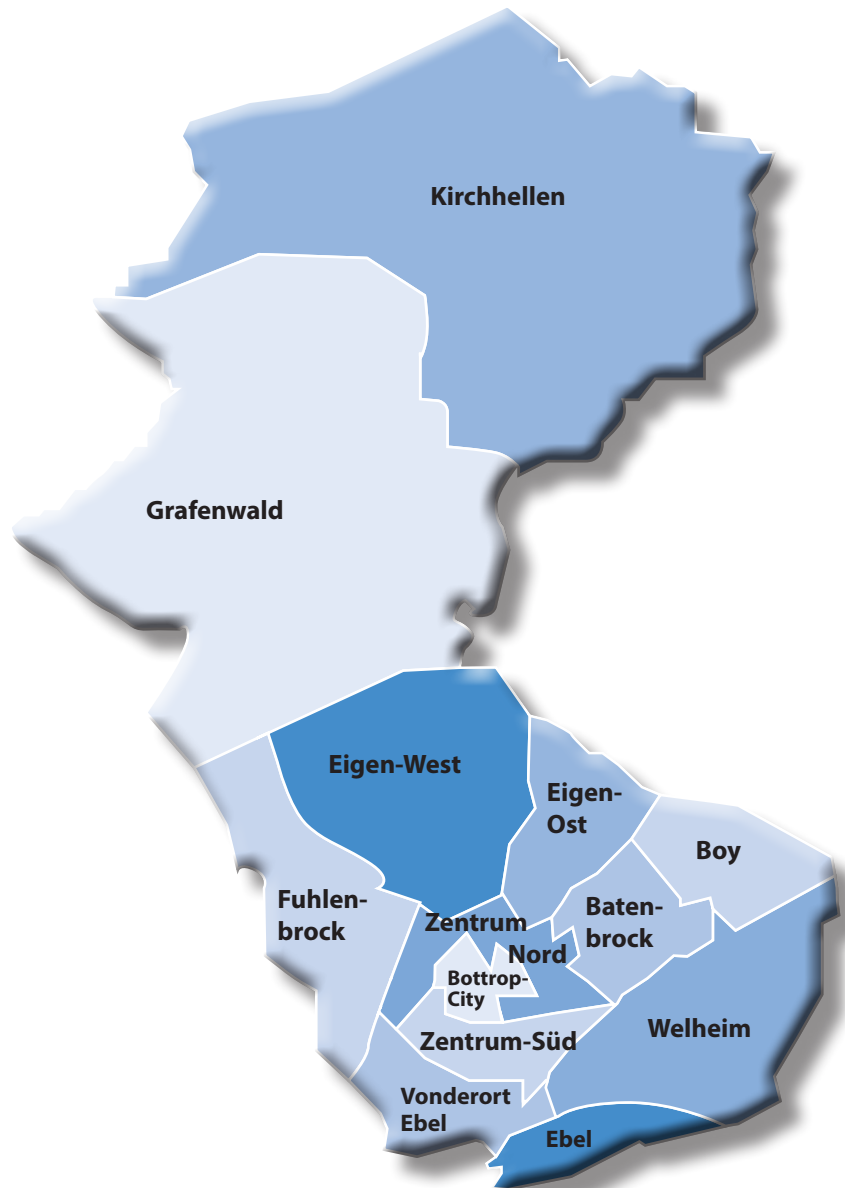 Kirchhellen
Grafenwald
Eigen-West
Eigen-
Ost
Boy
Fuhlen-
brock
Zentrum
Nord
Baten-
brock
Bottrop-
City
Welheim
Zentrum-Süd
Vonderort
Ebel
Ebel